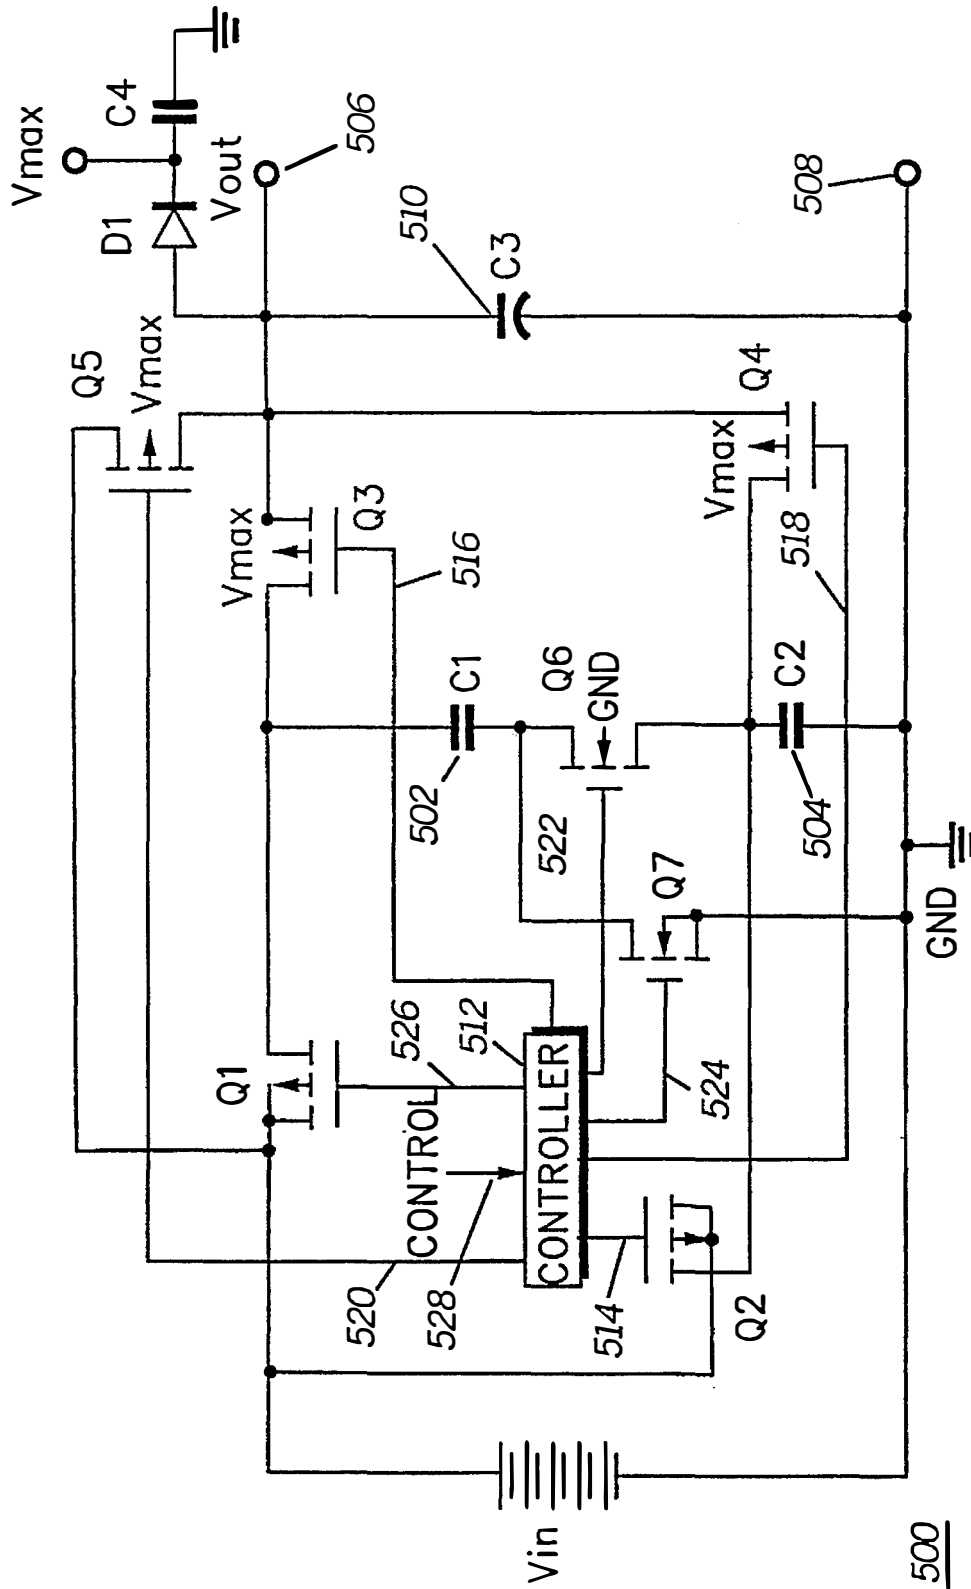 Vmax
C4
D1
Vout
506
508
510
C3
Q5
Vmax
Q4
Vmax
518
Vmax
Q3
516
C1
Q6
GND
C2
502
522
504
Q7
GND
Q1
526
512
524
CONTROL
CONTROLLER
520
528
514
Q2
Vin
500